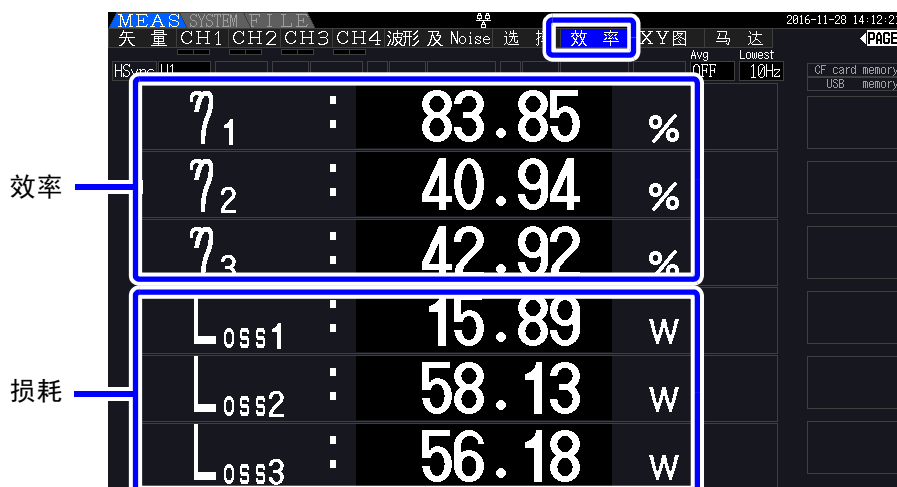 MEAS SYSTEM FILE 2016-11-28 14:12:2
矢 量 CH1 CH2 CH3 CH4 波形 及 Noise 选 效 率 XY图 马 达 PAGE
Avg Lowest
HSync U1 OFF 10Hz CF card memory
USB memory
η1 : 83.85 %
效率
η2 : 40.94 %
η3 : 42.92 %
Loss1 : 15.89 W
损耗
Loss2 : 58.13 W
Loss3 : 56.18 W